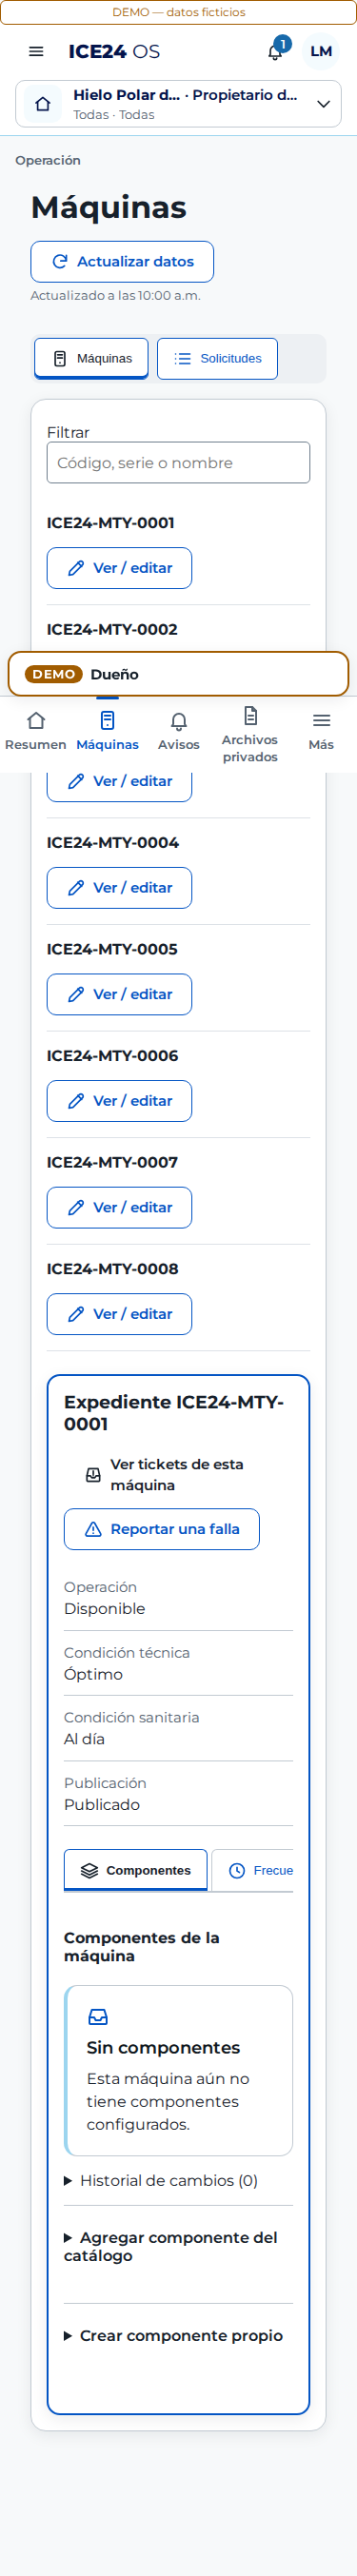 DEMO — datos ficticios
ICE24 OS
1
LM
Hielo Polar d... · Propietario d...
Todas · Todas
Operación
Máquinas
Actualizar datos
Actualizado a las 10:00 a.m.
Máquinas
Solicitudes
Filtrar
Código, serie o nombre
ICE24-MTY-0001
Ver / editar
ICE24-MTY-0002
DEMO Dueño
Resumen
Máquinas
Avisos
Archivos
privados
Más
Ver / editar
ICE24-MTY-0004
Ver / editar
ICE24-MTY-0005
Ver / editar
ICE24-MTY-0006
Ver / editar
ICE24-MTY-0007
Ver / editar
ICE24-MTY-0008
Ver / editar
Expediente ICE24-MTY-
0001
Ver tickets de esta
máquina
Reportar una falla
Operación
Disponible
Condición técnica
Óptimo
Condición sanitaria
Al día
Publicación
Publicado
Componentes
Frecue
Componentes de la
máquina
Sin componentes
Esta máquina aún no
tiene componentes
configurados.
Historial de cambios (0)
Agregar componente del
catálogo
Crear componente propio